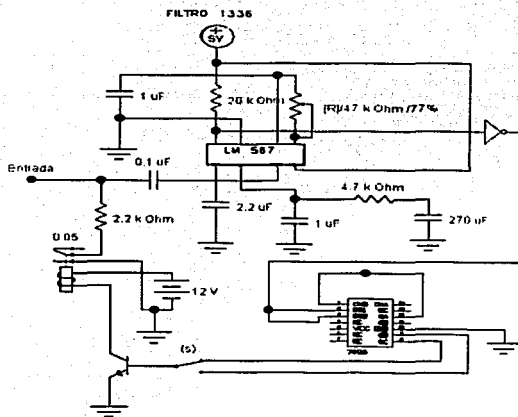 FILTRO 1336
5V
1 uF
20 k Ohm
[R]/47 k Ohm /77%
LM 567
Entrada
0.1 uF
2.2 k Ohm
2.2 uF
4.7 k Ohm
1 uF
270 uF
0.05
12 V
(s)